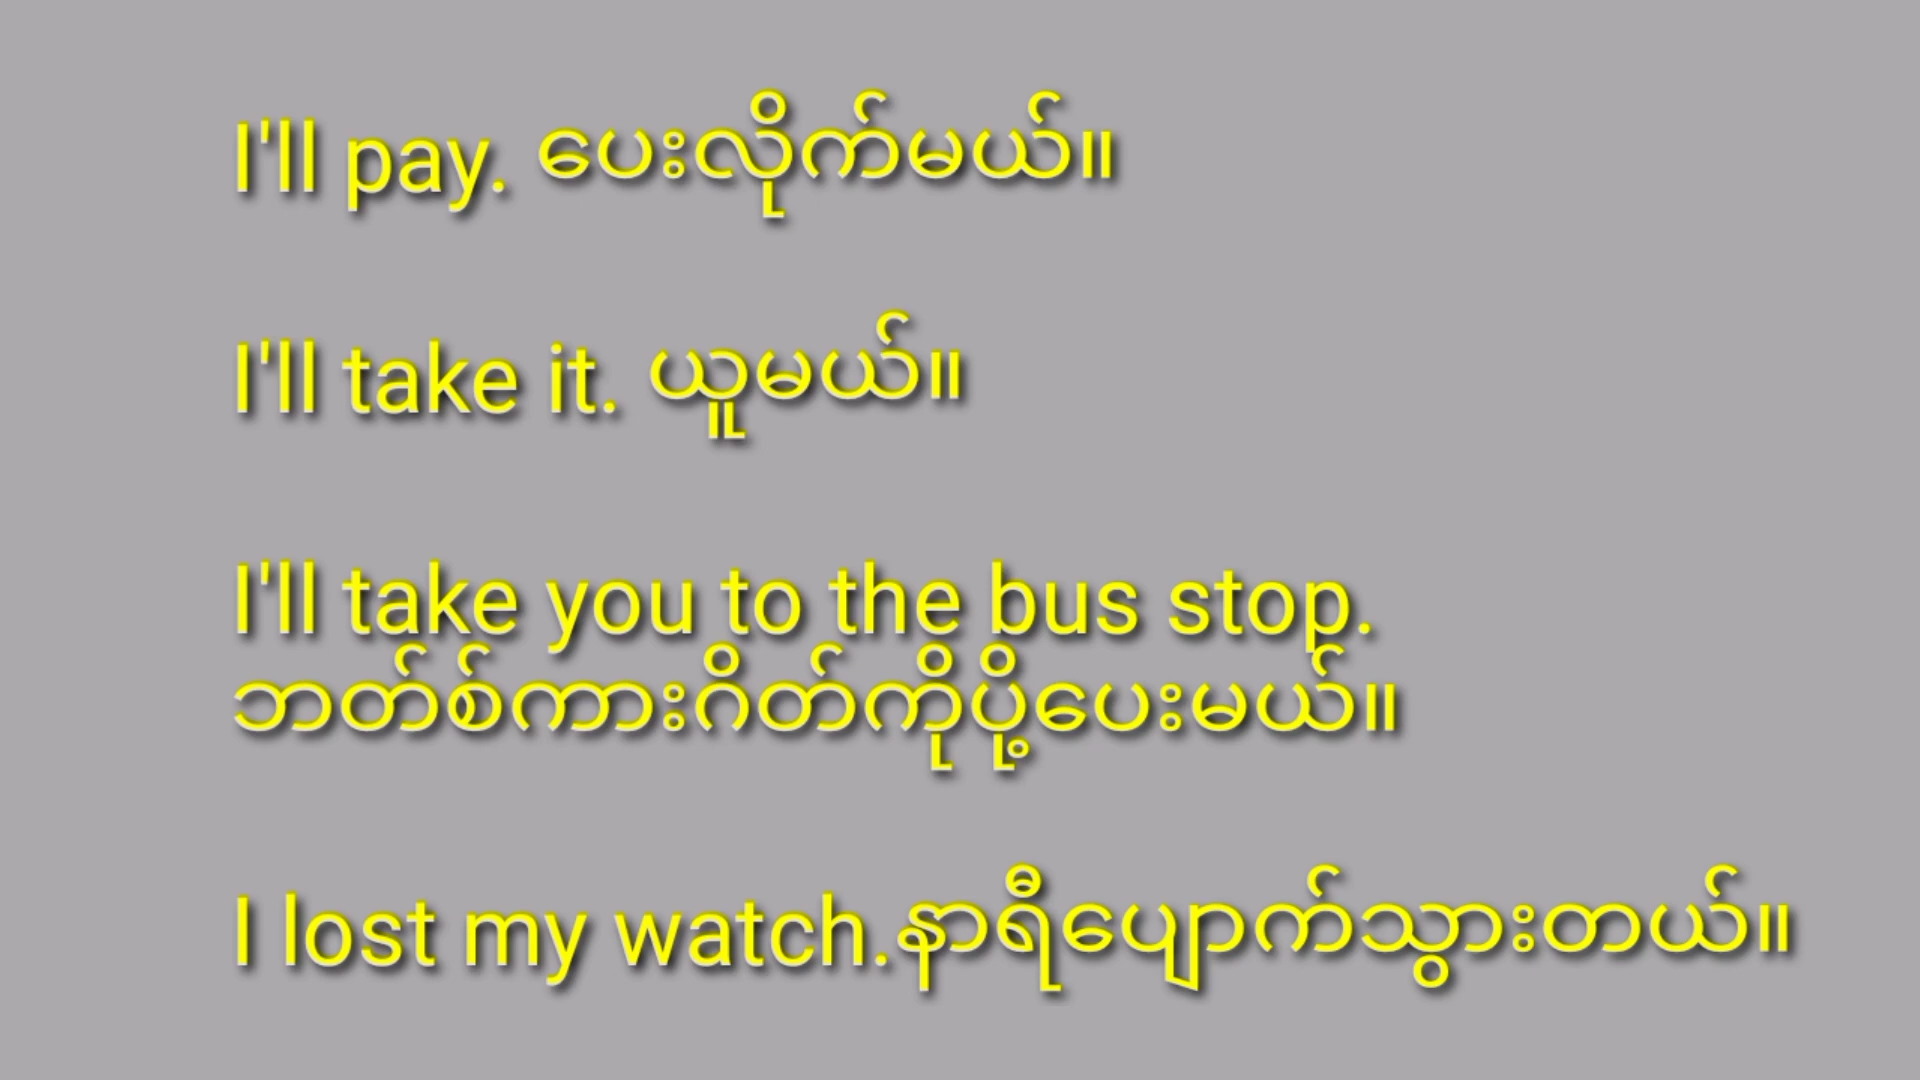 I'll pay. ပေးလိုက်မယ်။
I'll take it. ယူမယ်။
I'll take you to the bus stop.
ဘတ်စ်ကားဂိတ်ကိုပို့ပေးမယ်။
I lost my watch.နာရီပျောက်သွားတယ်။